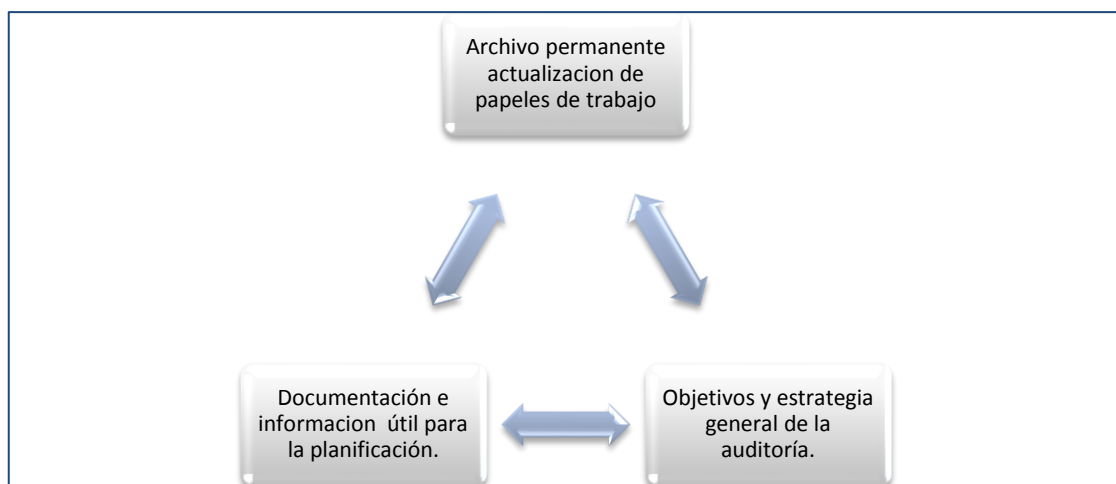 Archivo permanente
actualizacion de
papeles de trabajo
Documentación e
informacion útil para
la planificación.
Objetivos y estrategia
general de la
auditoría.